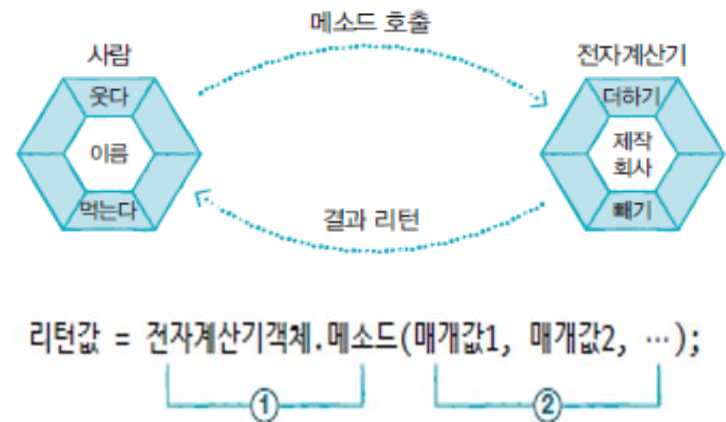 메소드 호출
사람
전자계산기
웃다
더하기
이름
제작
회사
먹는다
빼기
결과 리턴
리턴값 = 전자계산기객체.메소드(매개값1, 매개값2, …);
①
②